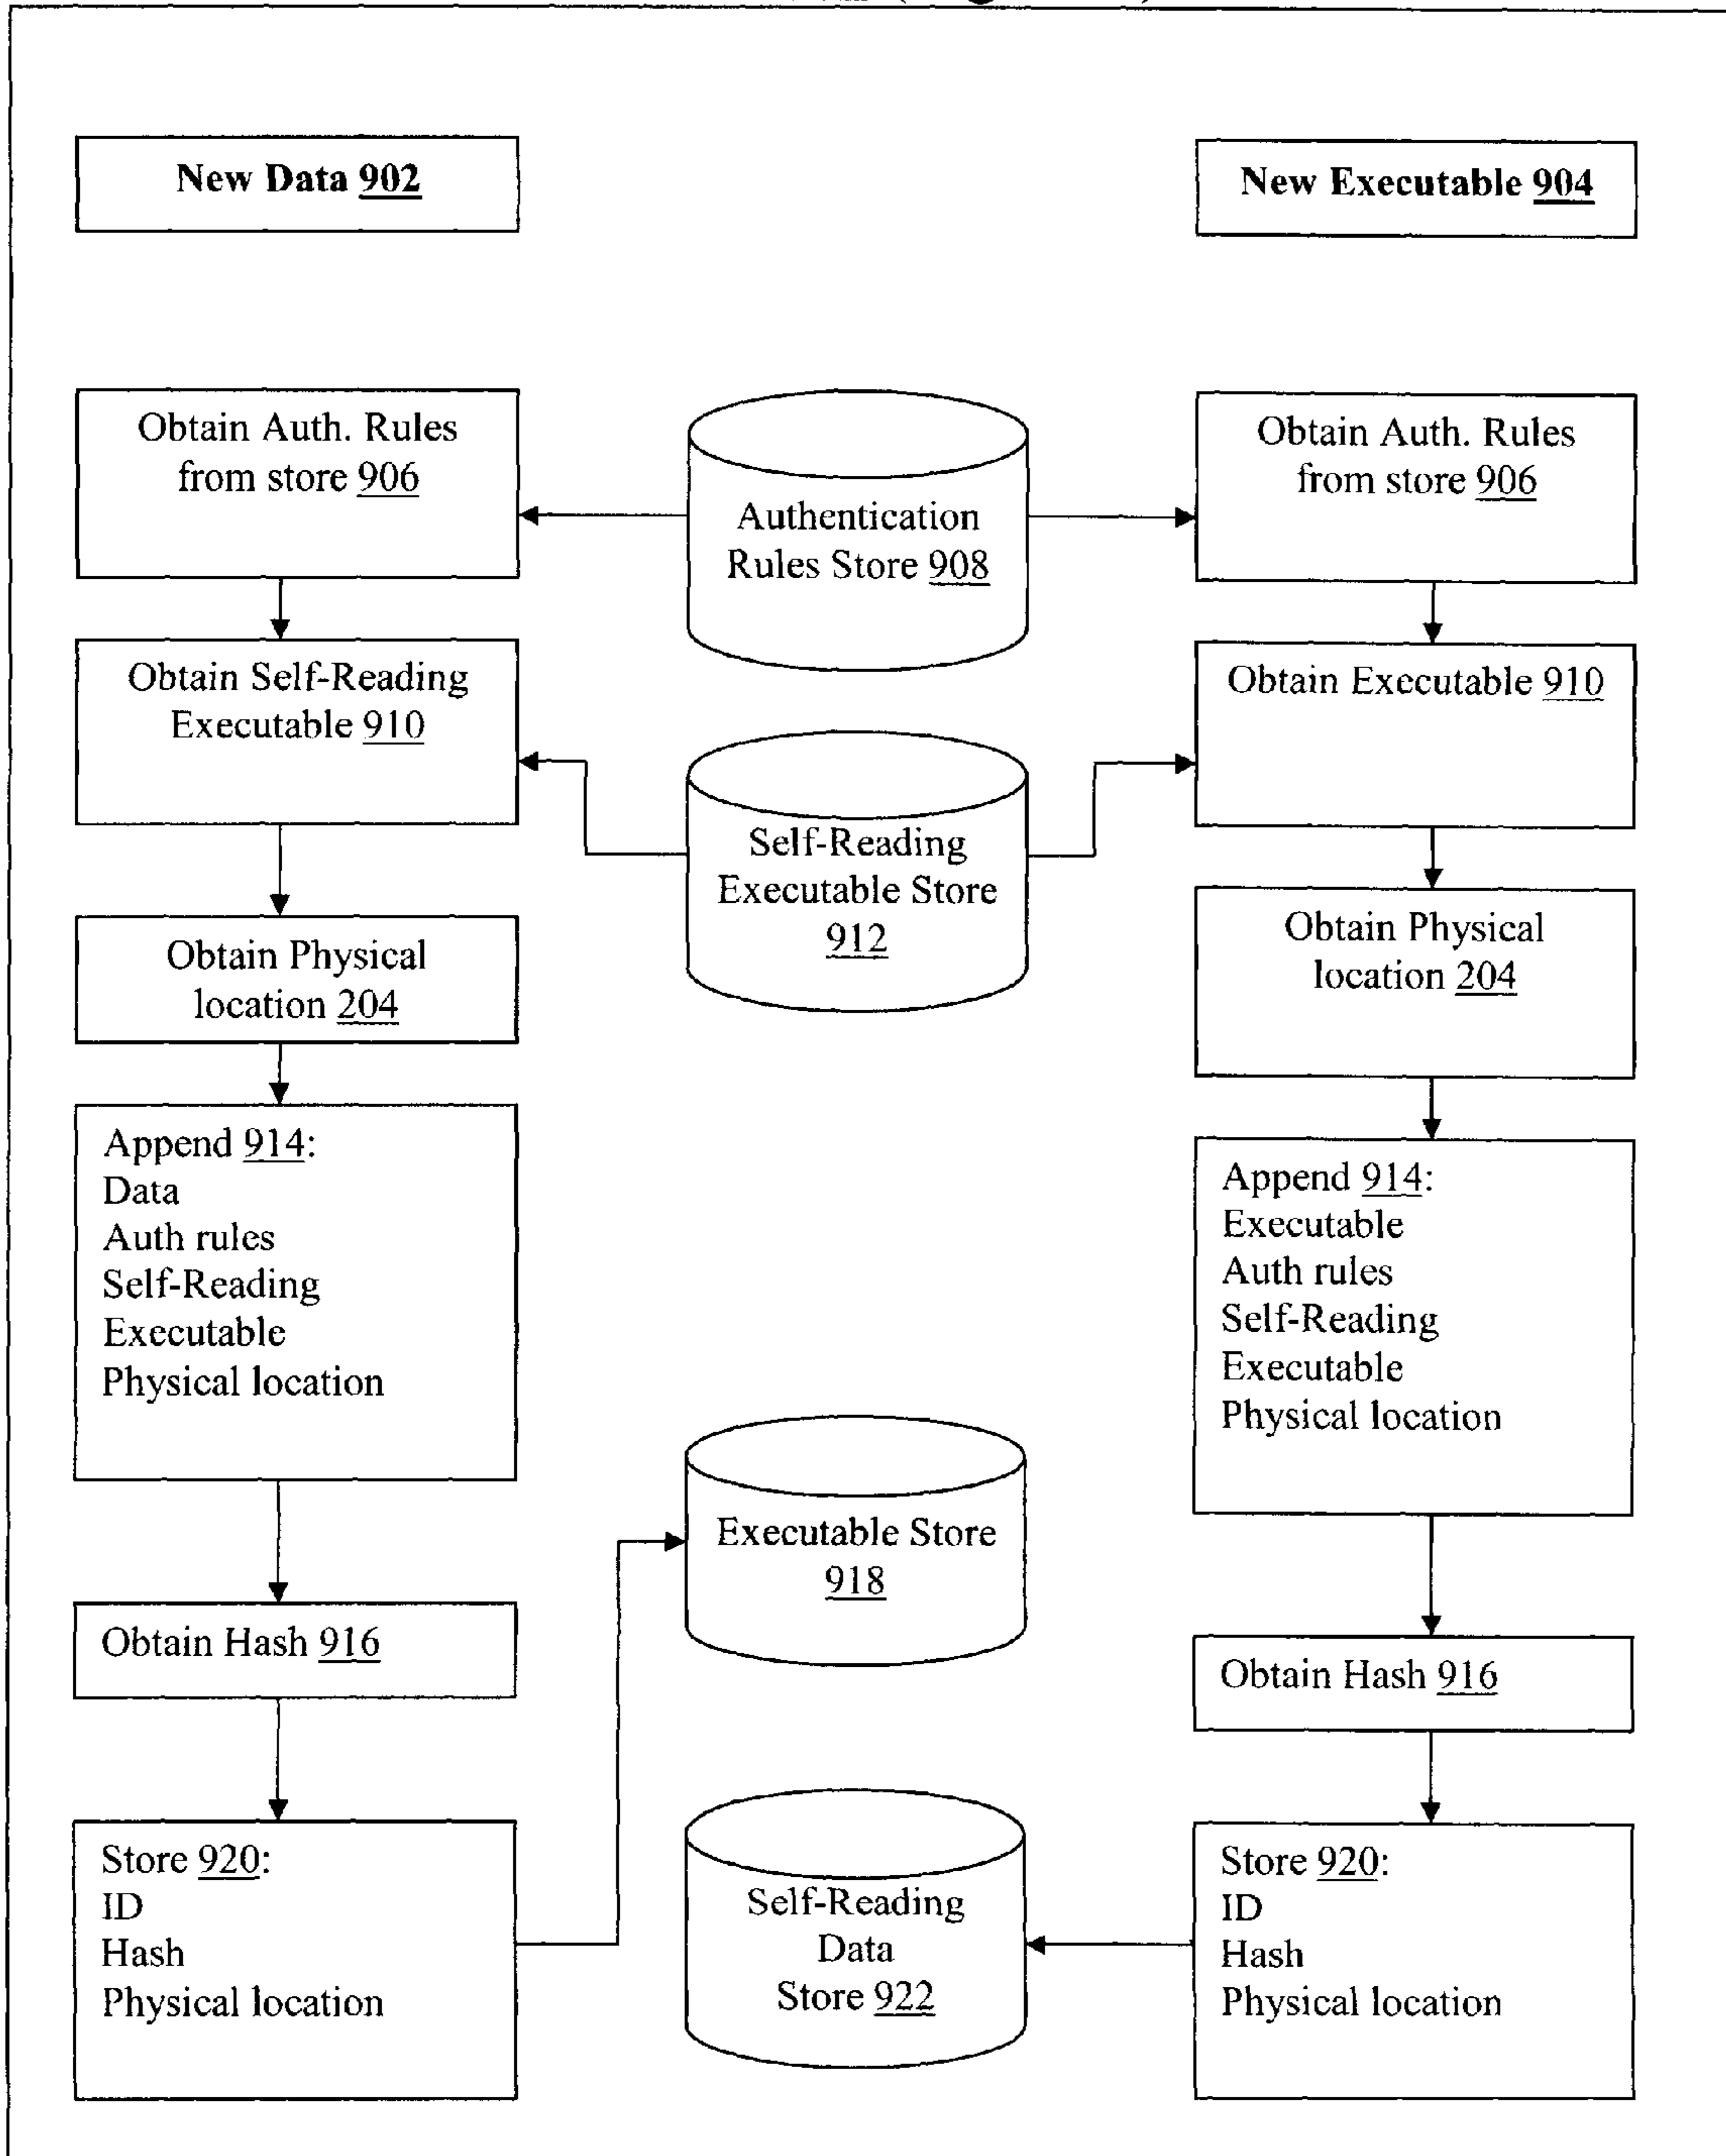 New Data 902
New Executable 904
Obtain Auth. Rules
from store 906
Authentication
Rules Store 908
Obtain Auth. Rules
from store 906
Obtain Self-Reading
Executable 910
Self-Reading
Executable Store
912
Obtain Executable 910
Obtain Physical
location 204
Obtain Physical
location 204
Append 914:
Data
Auth rules
Self-Reading
Executable
Physical location
Append 914:
Executable
Auth rules
Self-Reading
Executable
Physical location
Executable Store
918
Obtain Hash 916
Obtain Hash 916
Store 920:
ID
Hash
Physical location
Self-Reading
Data
Store 922
Store 920:
ID
Hash
Physical location